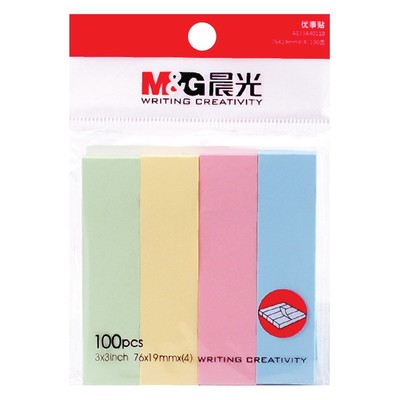 优事贴
M&G晨光
WRITING CREATIVITY
100pcs
3x3inch 76x19mmx(4) WRITING CREATIVITY